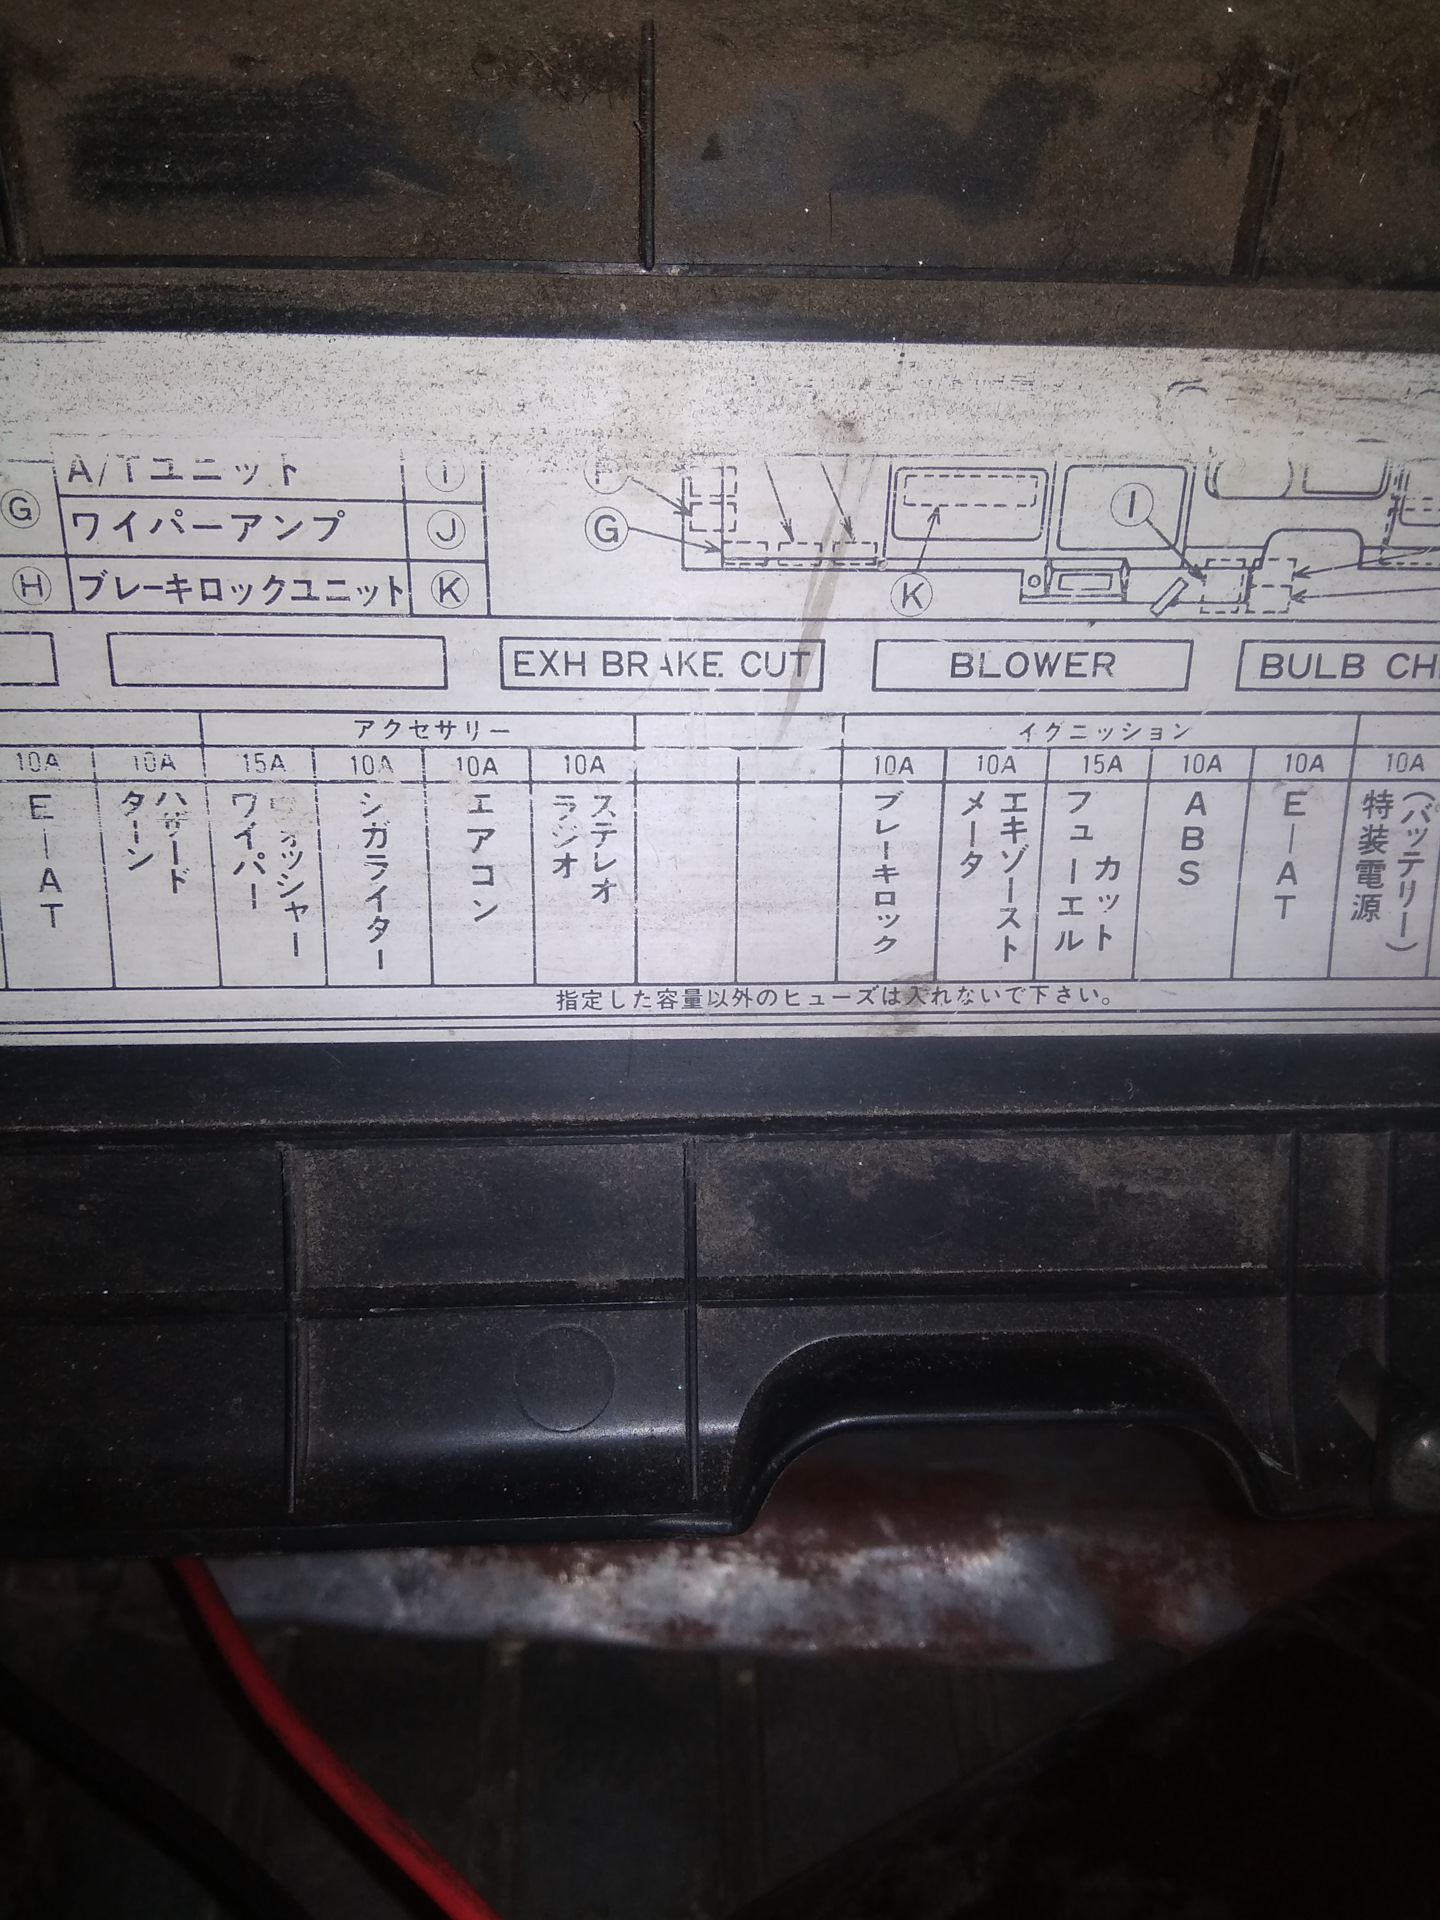 A/Tユニット Ⓘ
Ⓖ
ワイパーアンプ Ⓙ
Ⓗ ブレーキロックユニット Ⓚ
F
Ⓖ
Ⓚ
Ⓘ
EXH BRAKE CUT BLOWER BULB CH
アクセサリー イグニッション
10A 10A 15A 10A 10A 10A 10A 10A 15A 10A 10A 10A
E―AT
ハザード
ターン
ウォッシャー
ワイパー
シガライター
エアコン
ステレオ
ラジオ
ブレーキロック
エキゾースト
メータ
フューエル
カット
ABS
E―AT
(バッテリー)
特装電源
指定した容量以外のヒューズは入れないで下さい。